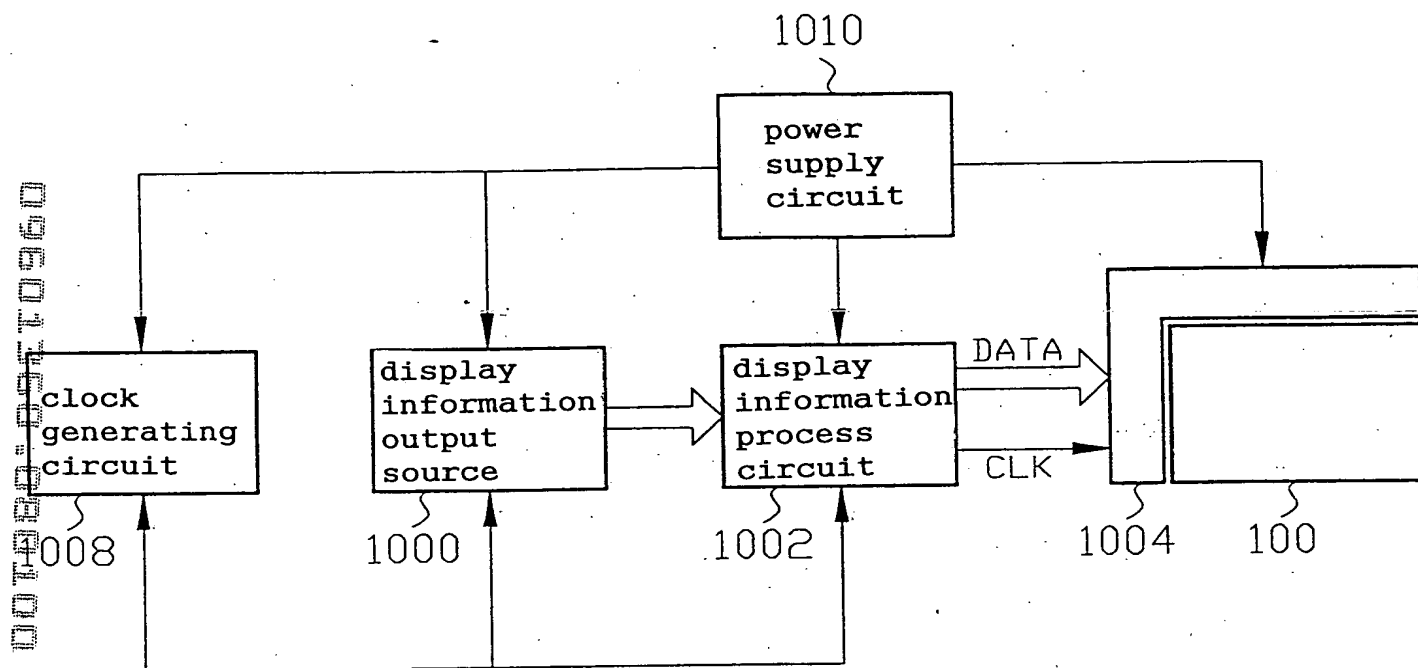 1010
power
supply
circuit
clock
generating
circuit
display
information
output
source
display
information
process
circuit
DATA
CLK
1008
1000
1002
1004
100